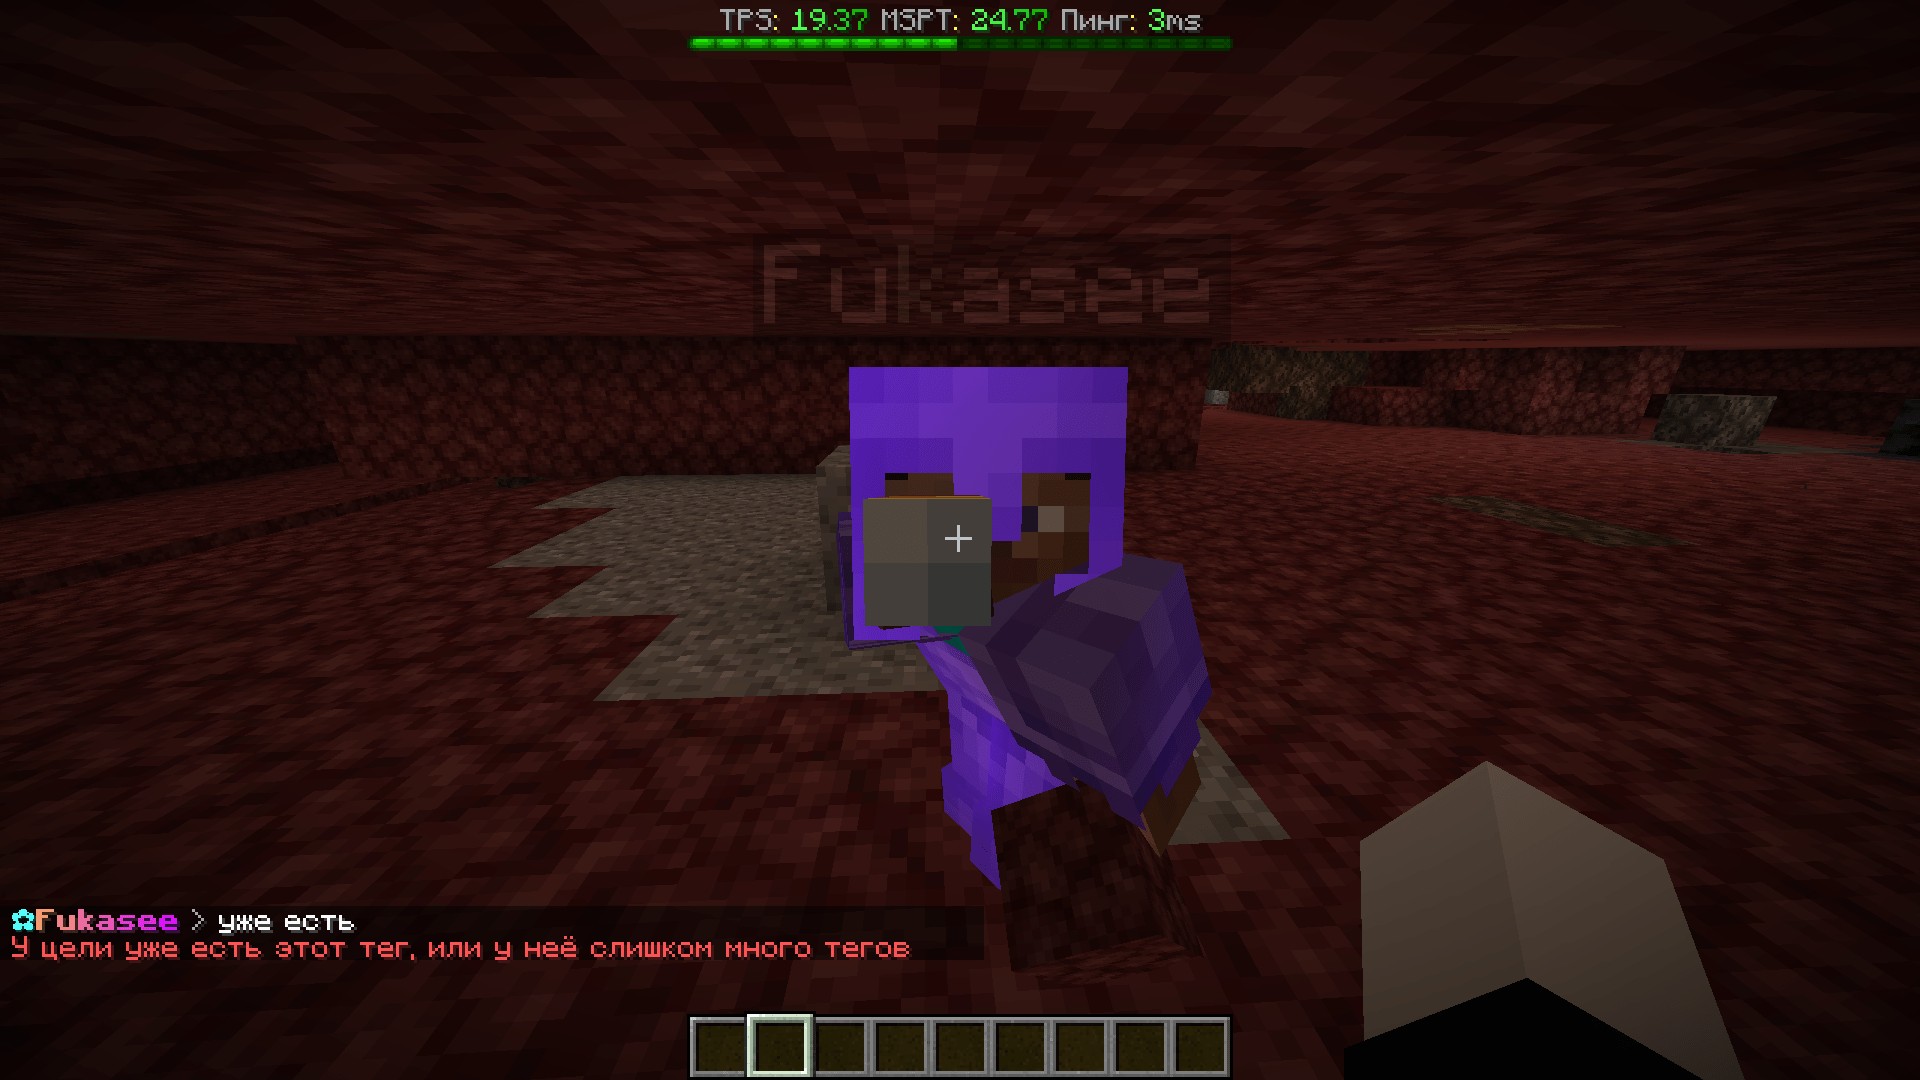 TPS: 19.37 MSPT: 24.77 Пинг: 3ms
Fukasee
✿Fukasee > уже есть
У цели уже есть этот тег, или у неё слишком много тегов